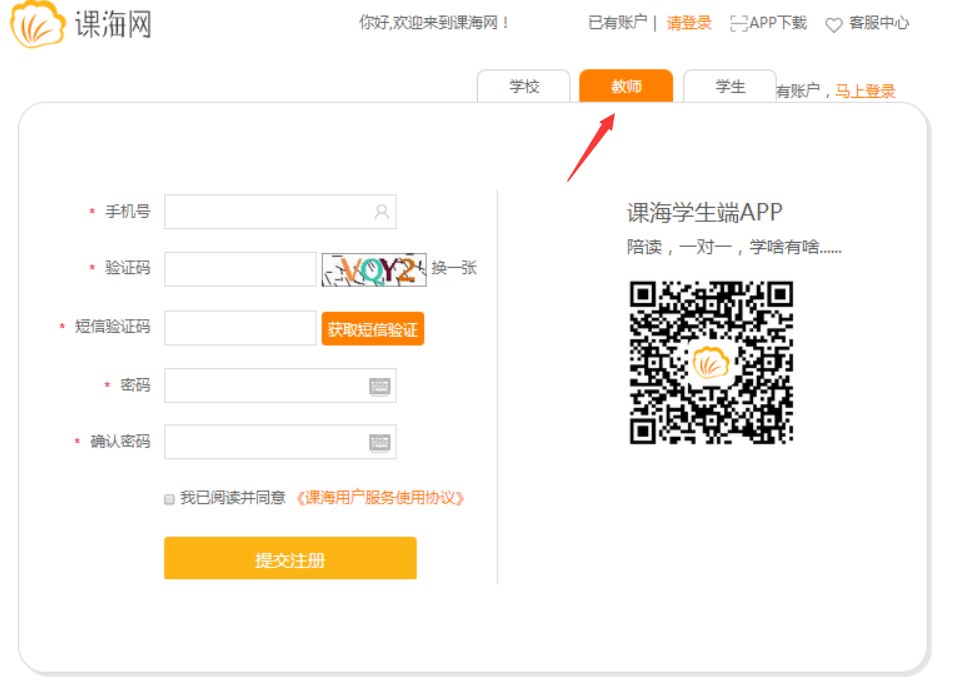 课海网 你好,欢迎来到课海网！ 已有账户 | 请登录 APP下载 客服中心
学校 教师 学生 有账户，马上登录
* 手机号
* 验证码 VQY2 换一张
* 短信验证码 获取短信验证
* 密码
* 确认密码
我已阅读并同意 《课海用户服务使用协议》
提交注册
课海学生端APP
陪读，一对一，学啥有啥......